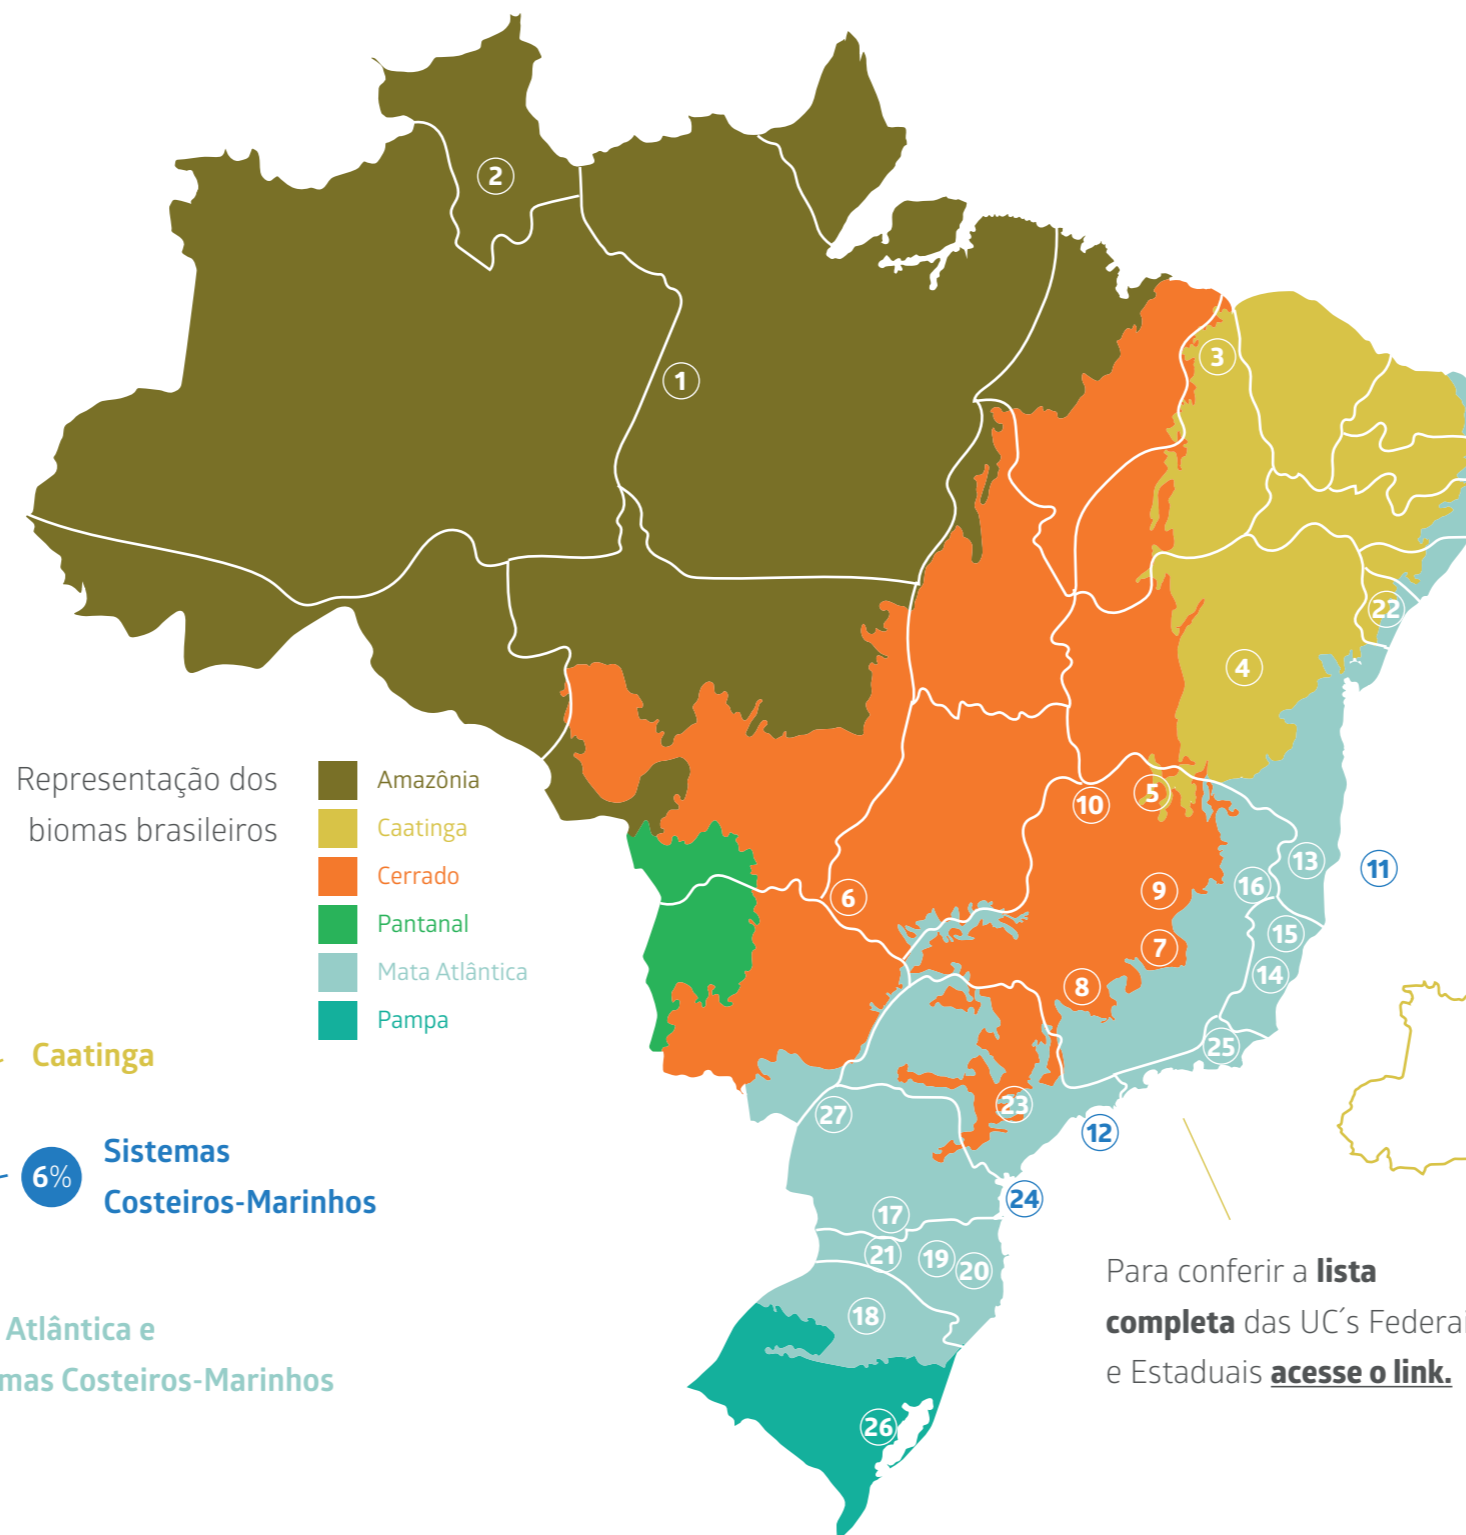 2
1
3
22
4
Representação dos
biomas brasileiros
Amazônia
Caatinga
Cerrado
Pantanal
Mata Atlântica
Pampa
10
5
13
11
16
6
9
15
7
14
8
25
23
27
12
24
17
21
19
20
18
26
Caatinga
6%
Sistemas
Costeiros-Marinhos
Atlântica e
mas Costeiros-Marinhos
Para conferir a lista
completa das UC´s Federai
e Estaduais acesse o link.